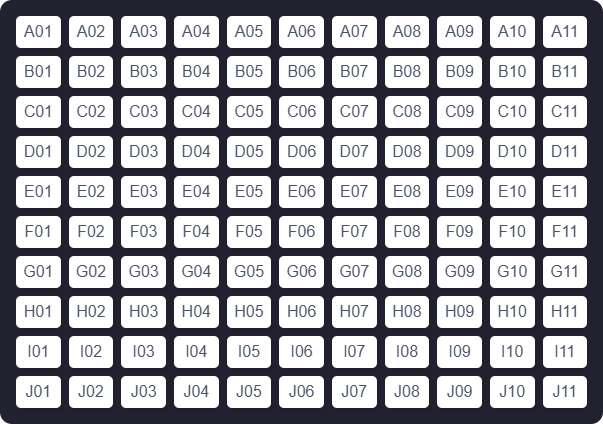 A01 A02 A03 A04 A05 A06 A07 A08 A09 A10 A11
B01 B02 B03 B04 B05 B06 B07 B08 B09 B10 B11
C01 C02 C03 C04 C05 C06 C07 C08 C09 C10 C11
D01 D02 D03 D04 D05 D06 D07 D08 D09 D10 D11
E01 E02 E03 E04 E05 E06 E07 E08 E09 E10 E11
F01 F02 F03 F04 F05 F06 F07 F08 F09 F10 F11
G01 G02 G03 G04 G05 G06 G07 G08 G09 G10 G11
H01 H02 H03 H04 H05 H06 H07 H08 H09 H10 H11
I01 I02 I03 I04 I05 I06 I07 I08 I09 I10 I11
J01 J02 J03 J04 J05 J06 J07 J08 J09 J10 J11